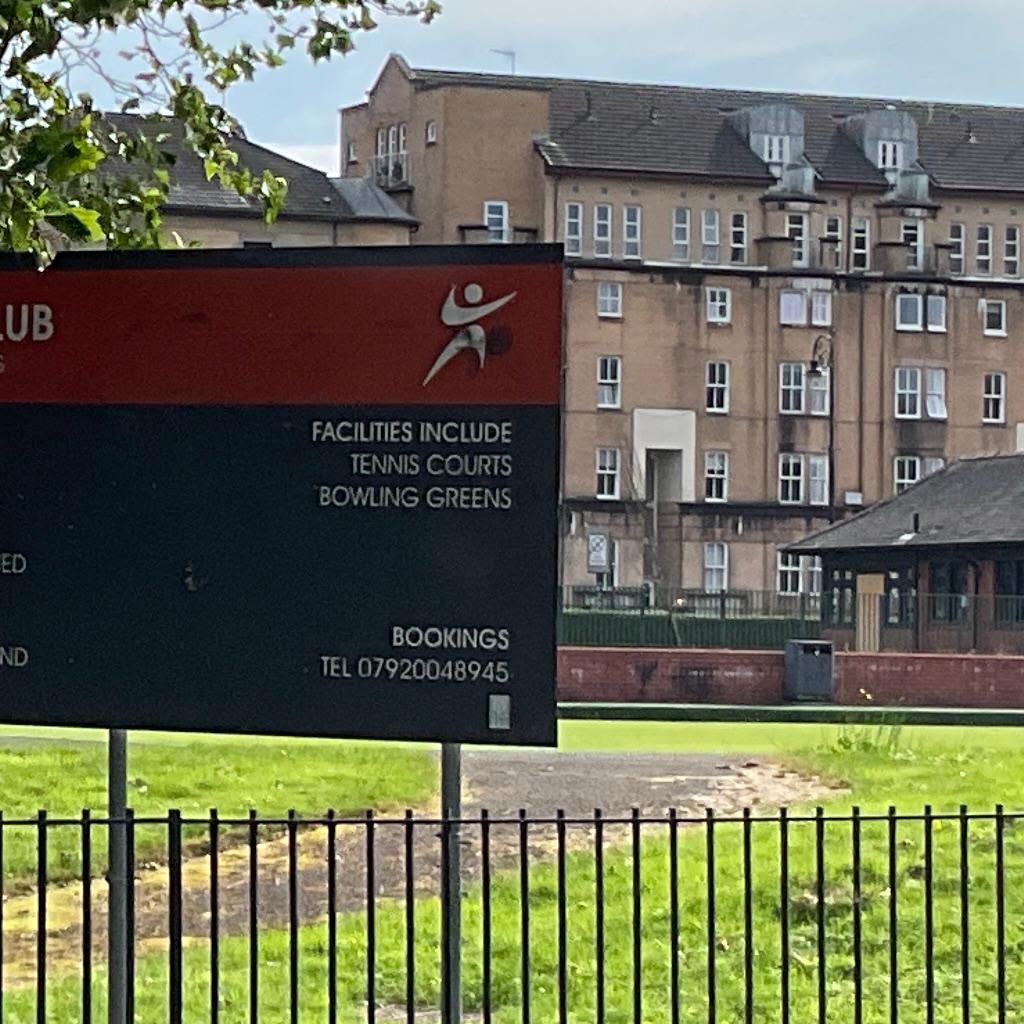 LUB
S
FACILITIES INCLUDE
TENNIS COURTS
BOWLING GREENS
ED
ND
BOOKINGS
TEL 07920048945